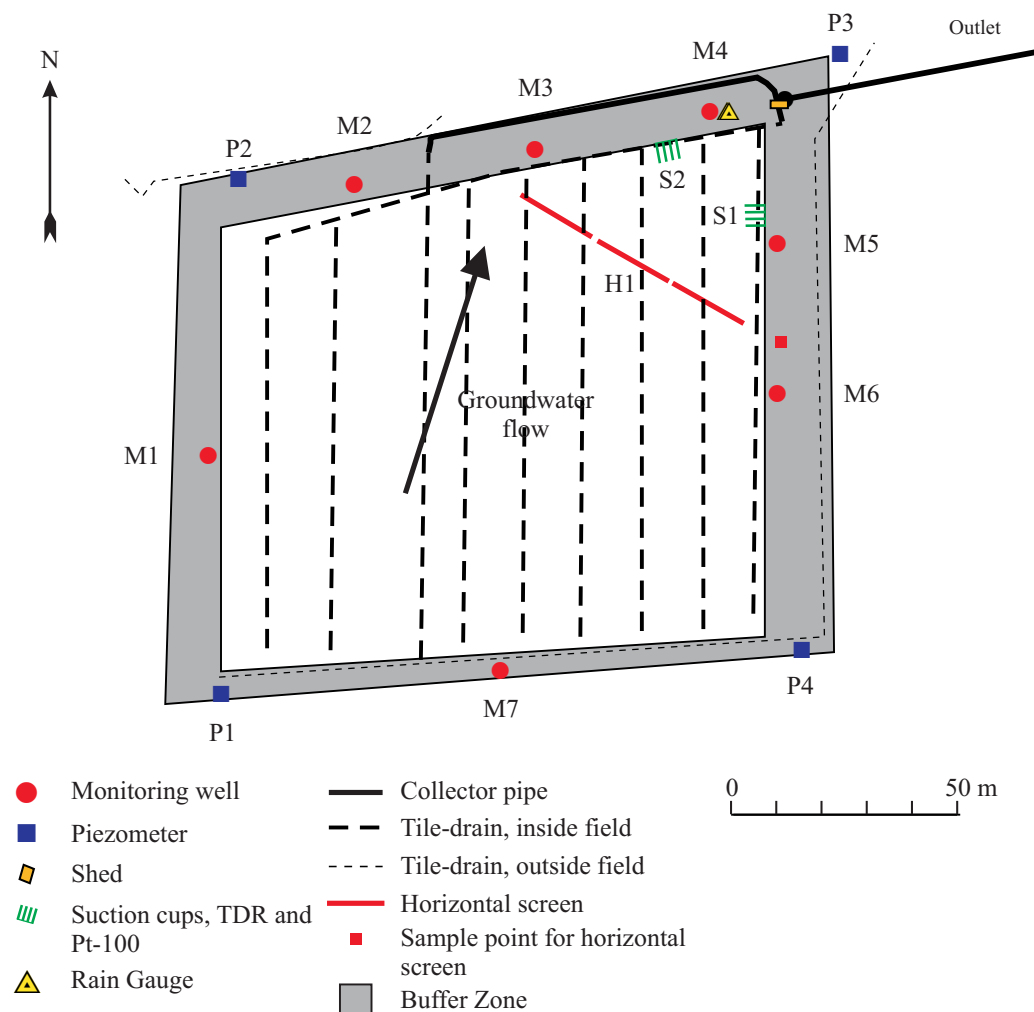 P3
Outlet
M4
N
M3
M2
P2
S2
S1
M5
H1
M6
Groundwater
flow
M1
M7
P4
P1
0 50 m
Monitoring well
Piezometer
Shed
Suction cups, TDR and
Pt-100
Rain Gauge
Collector pipe
Tile-drain, inside field
Tile-drain, outside field
Horizontal screen
Sample point for horizontal
screen
Buffer Zone